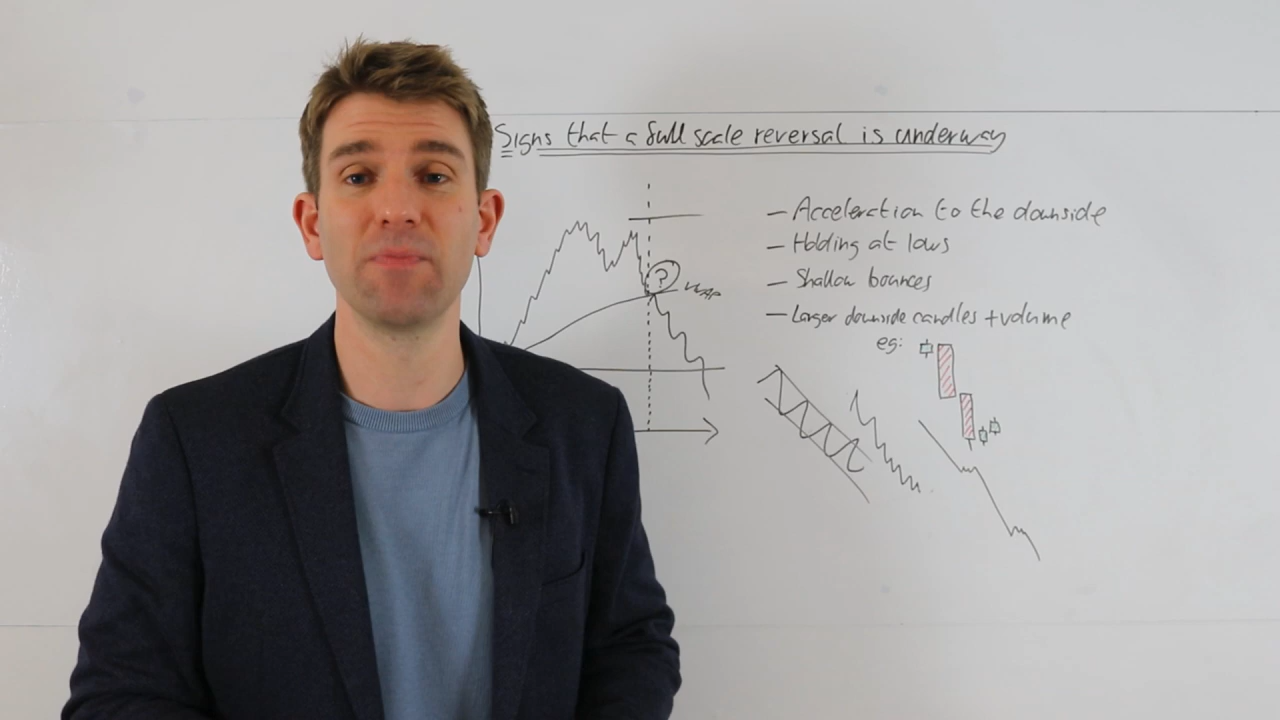 Signs that a full scale reversal is underway
— Acceleration to the downside
— Holding at lows
— Shallow bounces
— Larger downside candles + volume
eg:
?
VWAP